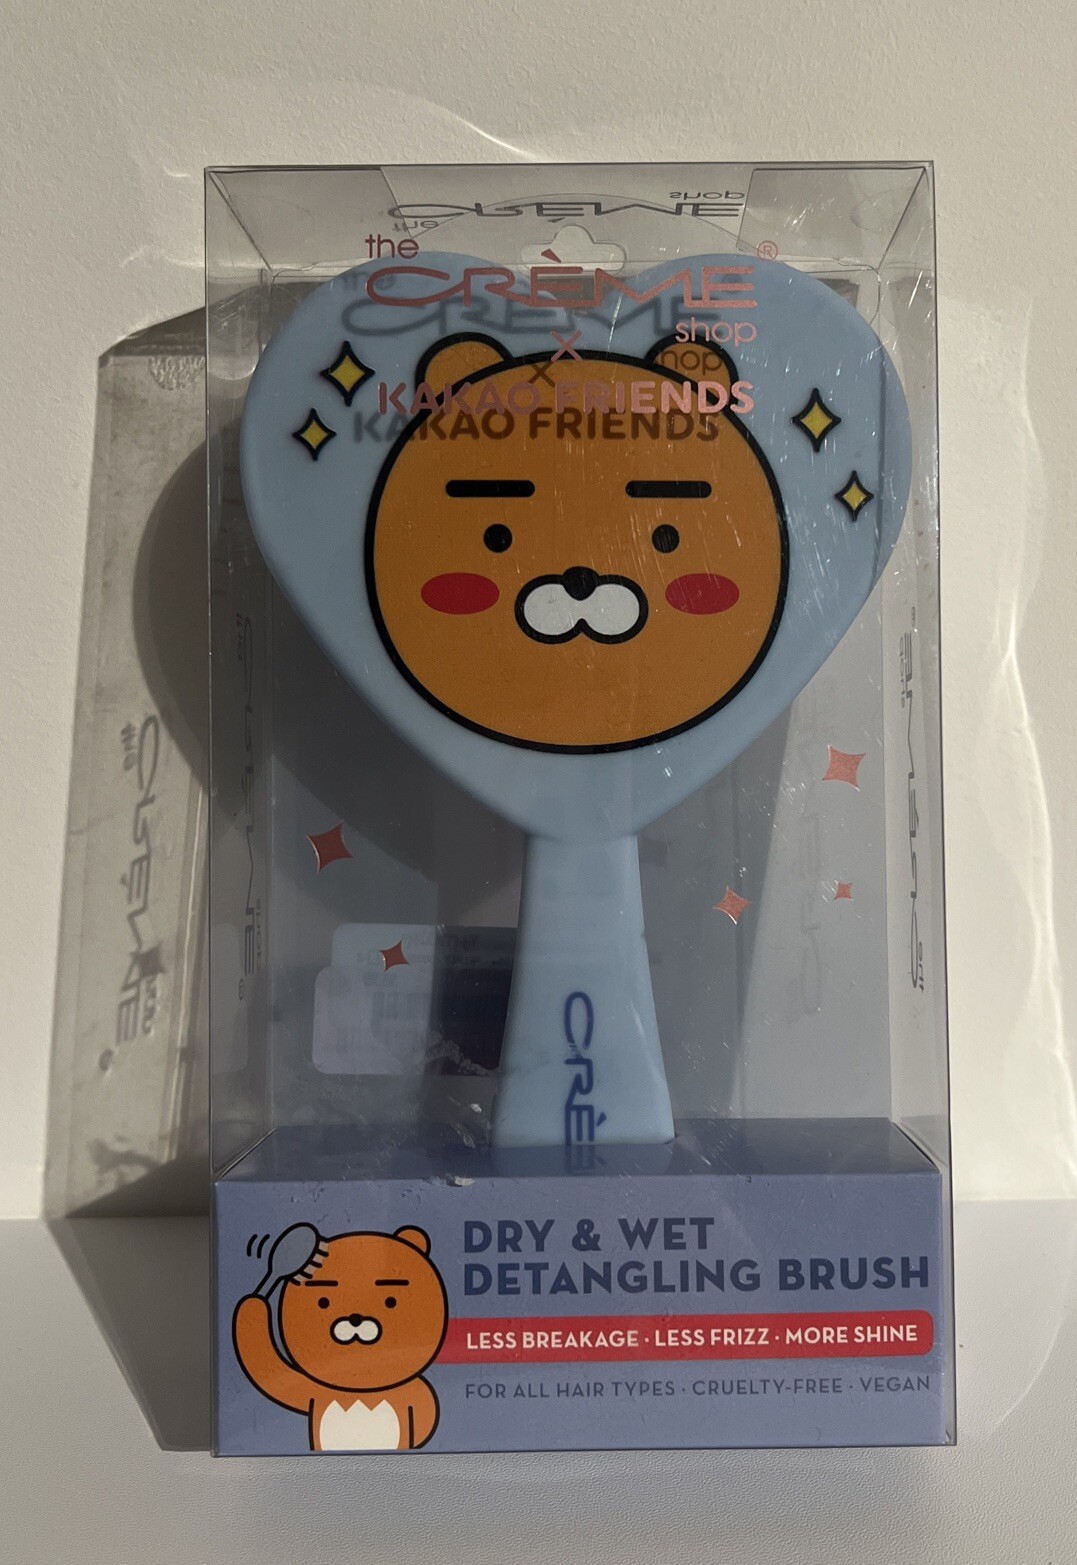 the
CRÈME®
shop
×
KAKAO FRIENDS
CRÈ
DRY & WET
DETANGLING BRUSH
LESS BREAKAGE · LESS FRIZZ · MORE SHINE
FOR ALL HAIR TYPES · CRUELTY-FREE · VEGAN